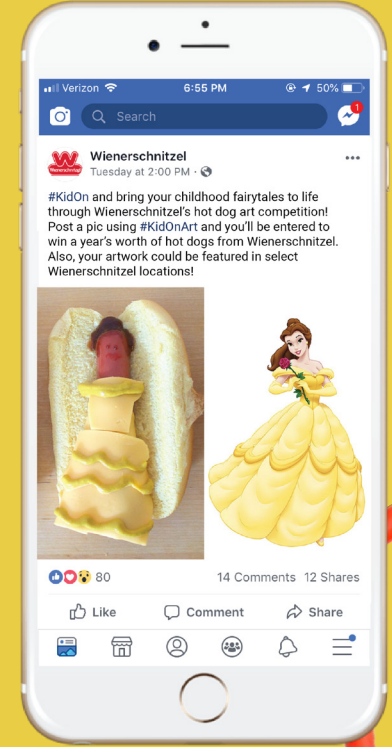 Verizon 6:55 PM 50%
Search
1
Wienerschnitzel
Wienerschnitzel
Tuesday at 2:00 PM ·
#KidOn and bring your childhood fairytales to life
through Wienerschnitzel's hot dog art competition!
Post a pic using #KidOnArt and you'll be entered to
win a year's worth of hot dogs from Wienerschnitzel.
Also, your artwork could be featured in select
Wienerschnitzel locations!
80 14 Comments 12 Shares
Like Comment Share